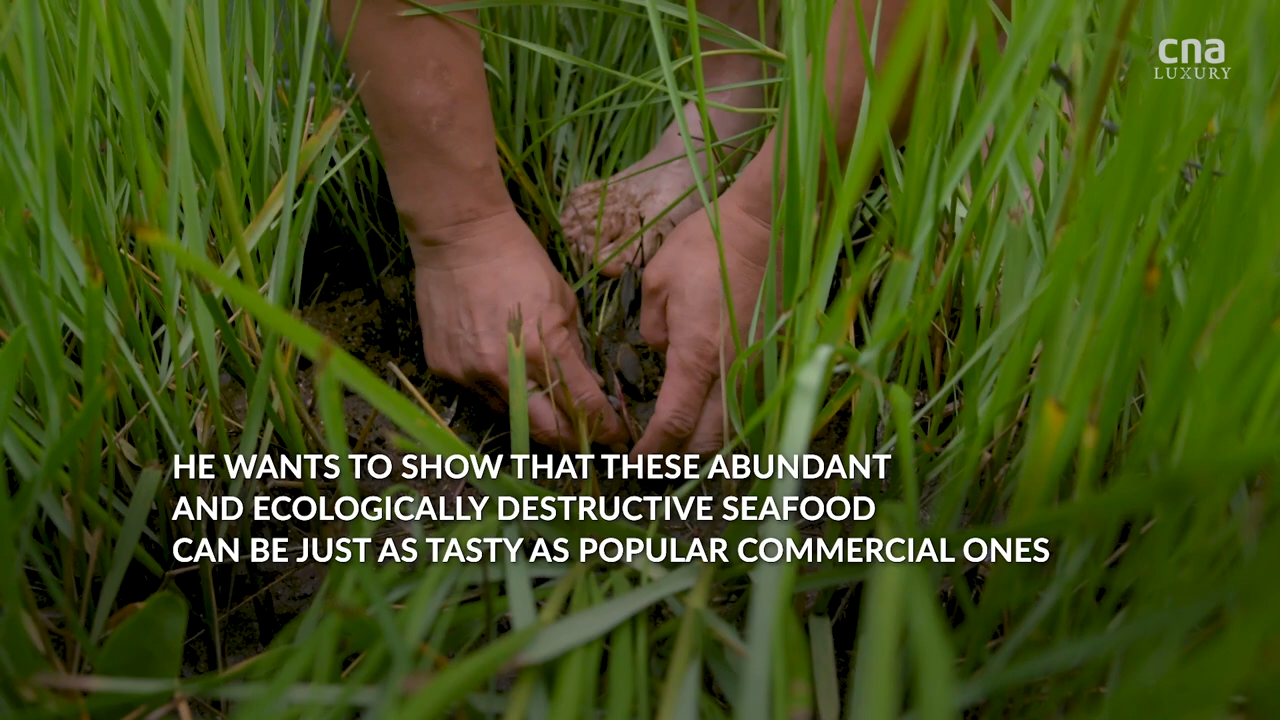 cna
LUXURY
HE WANTS TO SHOW THAT THESE ABUNDANT
AND ECOLOGICALLY DESTRUCTIVE SEAFOOD
CAN BE JUST AS TASTY AS POPULAR COMMERCIAL ONES